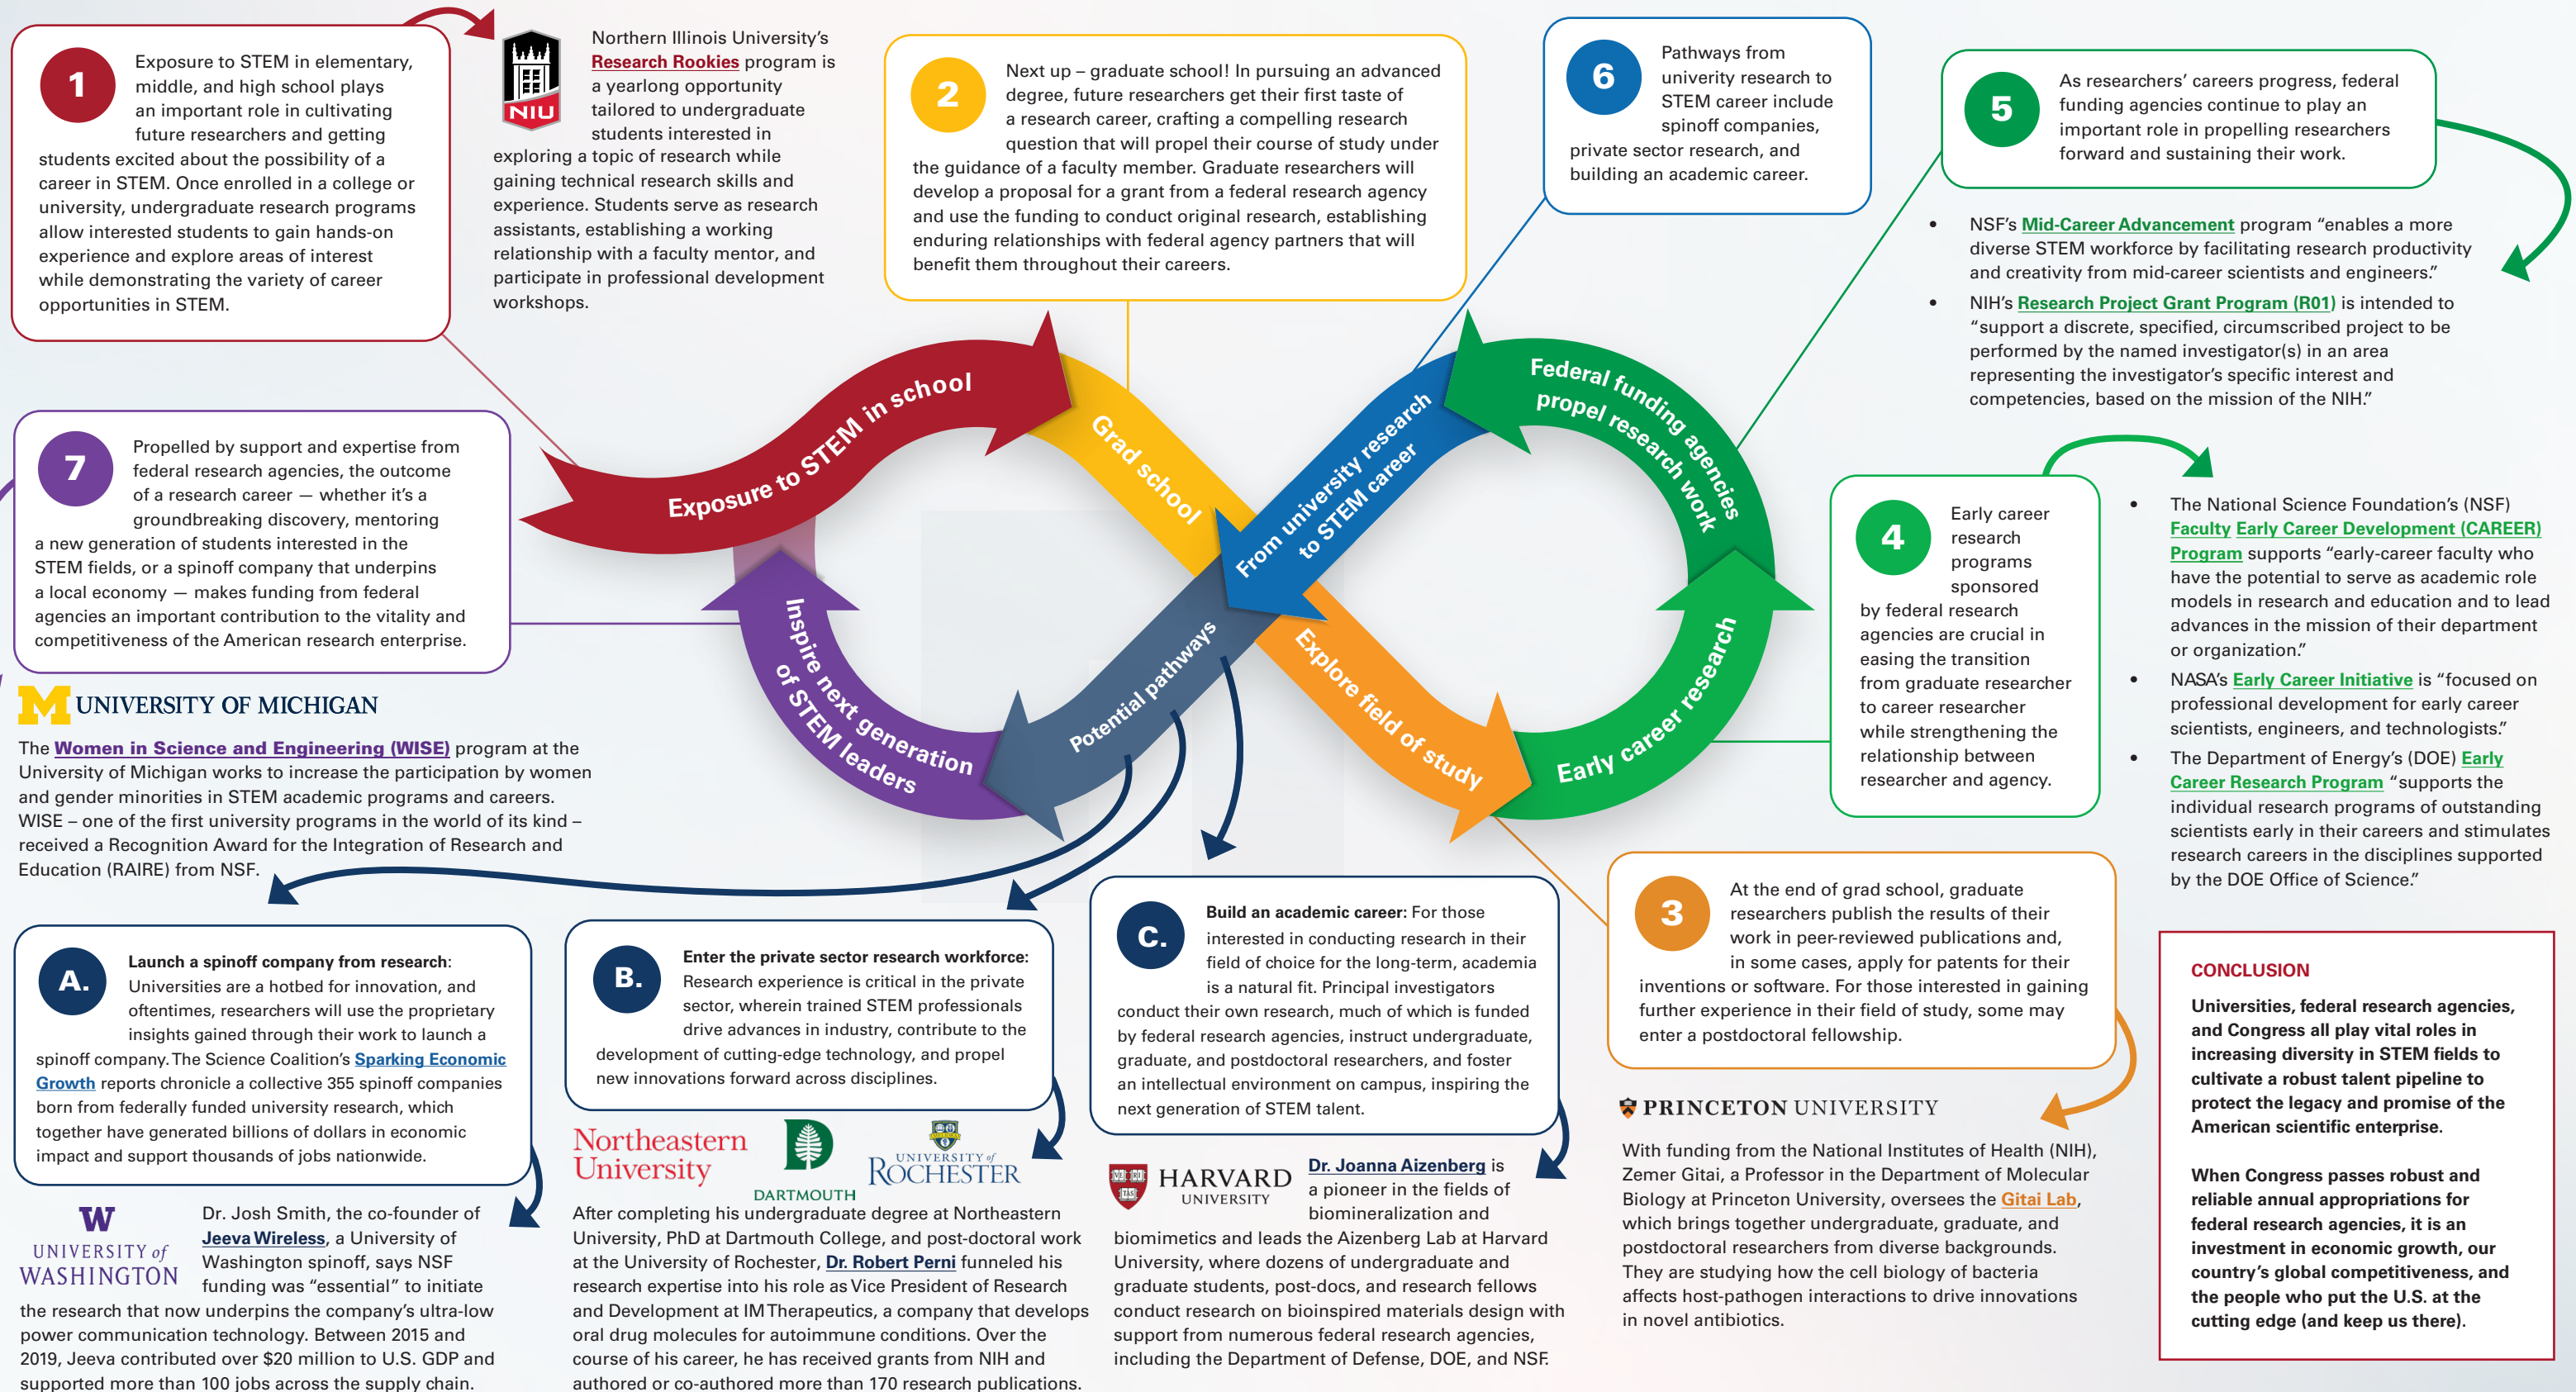 1
Exposure to STEM in elementary,
middle, and high school plays
an important role in cultivating
future researchers and getting
students excited about the possibility of a
career in STEM. Once enrolled in a college or
university, undergraduate research programs
allow interested students to gain hands-on
experience and explore areas of interest
while demonstrating the variety of career
opportunities in STEM.
NIU
Northern Illinois University’s
Research Rookies program is
a yearlong opportunity
tailored to undergraduate
students interested in
exploring a topic of research while
gaining technical research skills and
experience. Students serve as research
assistants, establishing a working
relationship with a faculty mentor, and
participate in professional development
workshops.
2
Next up – graduate school! In pursuing an advanced
degree, future researchers get their first taste of
a research career, crafting a compelling research
question that will propel their course of study under
the guidance of a faculty member. Graduate researchers will
develop a proposal for a grant from a federal research agency
and use the funding to conduct original research, establishing
enduring relationships with federal agency partners that will
benefit them throughout their careers.
6
Pathways from
univerity research to
STEM career include
spinoff companies,
private sector research, and
building an academic career.
5
As researchers’ careers progress, federal
funding agencies continue to play an
important role in propelling researchers
forward and sustaining their work.
• NSF’s Mid-Career Advancement program “enables a more
diverse STEM workforce by facilitating research productivity
and creativity from mid-career scientists and engineers.”
• NIH’s Research Project Grant Program (R01) is intended to
“support a discrete, specified, circumscribed project to be
performed by the named investigator(s) in an area
representing the investigator’s specific interest and
competencies, based on the mission of the NIH.”
Exposure to STEM in school
Grad school
From university research
to STEM career
Federal funding agencies
propel research work
Inspire next generation
of STEM leaders
Potential pathways
Explore field of study
Early career research
7
Propelled by support and expertise from
federal research agencies, the outcome
of a research career — whether it’s a
groundbreaking discovery, mentoring
a new generation of students interested in the
STEM fields, or a spinoff company that underpins
a local economy — makes funding from federal
agencies an important contribution to the vitality and
competitiveness of the American research enterprise.
M UNIVERSITY OF MICHIGAN
The Women in Science and Engineering (WISE) program at the
University of Michigan works to increase the participation by women
and gender minorities in STEM academic programs and careers.
WISE – one of the first university programs in the world of its kind –
received a Recognition Award for the Integration of Research and
Education (RAIRE) from NSF.
4
Early career
research
programs
sponsored
by federal research
agencies are crucial in
easing the transition
from graduate researcher
to career researcher
while strengthening the
relationship between
researcher and agency.
• The National Science Foundation’s (NSF)
Faculty Early Career Development (CAREER)
Program supports “early-career faculty who
have the potential to serve as academic role
models in research and education and to lead
advances in the mission of their department
or organization.”
• NASA’s Early Career Initiative is “focused on
professional development for early career
scientists, engineers, and technologists.”
• The Department of Energy’s (DOE) Early
Career Research Program “supports the
individual research programs of outstanding
scientists early in their careers and stimulates
research careers in the disciplines supported
by the DOE Office of Science.”
A.
Launch a spinoff company from research:
Universities are a hotbed for innovation, and
oftentimes, researchers will use the proprietary
insights gained through their work to launch a
spinoff company. The Science Coalition’s Sparking Economic
Growth reports chronicle a collective 355 spinoff companies
born from federally funded university research, which
together have generated billions of dollars in economic
impact and support thousands of jobs nationwide.
W
UNIVERSITY of
WASHINGTON
Dr. Josh Smith, the co-founder of
Jeeva Wireless, a University of
Washington spinoff, says NSF
funding was “essential” to initiate
the research that now underpins the company’s ultra-low
power communication technology. Between 2015 and
2019, Jeeva contributed over $20 million to U.S. GDP and
supported more than 100 jobs across the supply chain.
B.
Enter the private sector research workforce:
Research experience is critical in the private
sector, wherein trained STEM professionals
drive advances in industry, contribute to the
development of cutting-edge technology, and propel
new innovations forward across disciplines.
Northeastern
University
D
DARTMOUTH
UNIVERSITY of
ROCHESTER
After completing his undergraduate degree at Northeastern
University, PhD at Dartmouth College, and post-doctoral work
at the University of Rochester, Dr. Robert Perni funneled his
research expertise into his role as Vice President of Research
and Development at IM Therapeutics, a company that develops
oral drug molecules for autoimmune conditions. Over the
course of his career, he has received grants from NIH and
authored or co-authored more than 170 research publications.
C.
Build an academic career: For those
interested in conducting research in their
field of choice for the long-term, academia
is a natural fit. Principal investigators
conduct their own research, much of which is funded
by federal research agencies, instruct undergraduate,
graduate, and postdoctoral researchers, and foster
an intellectual environment on campus, inspiring the
next generation of STEM talent.
VE RI TAS
HARVARD
UNIVERSITY
Dr. Joanna Aizenberg is
a pioneer in the fields of
biomineralization and
biomimetics and leads the Aizenberg Lab at Harvard
University, where dozens of undergraduate and
graduate students, post-docs, and research fellows
conduct research on bioinspired materials design with
support from numerous federal research agencies,
including the Department of Defense, DOE, and NSF.
3
At the end of grad school, graduate
researchers publish the results of their
work in peer-reviewed publications and,
in some cases, apply for patents for their
inventions or software. For those interested in gaining
further experience in their field of study, some may
enter a postdoctoral fellowship.
PRINCETON UNIVERSITY
With funding from the National Institutes of Health (NIH),
Zemer Gitai, a Professor in the Department of Molecular
Biology at Princeton University, oversees the Gitai Lab,
which brings together undergraduate, graduate, and
postdoctoral researchers from diverse backgrounds.
They are studying how the cell biology of bacteria
affects host-pathogen interactions to drive innovations
in novel antibiotics.
CONCLUSION
Universities, federal research agencies,
and Congress all play vital roles in
increasing diversity in STEM fields to
cultivate a robust talent pipeline to
protect the legacy and promise of the
American scientific enterprise.
When Congress passes robust and
reliable annual appropriations for
federal research agencies, it is an
investment in economic growth, our
country’s global competitiveness, and
the people who put the U.S. at the
cutting edge (and keep us there).